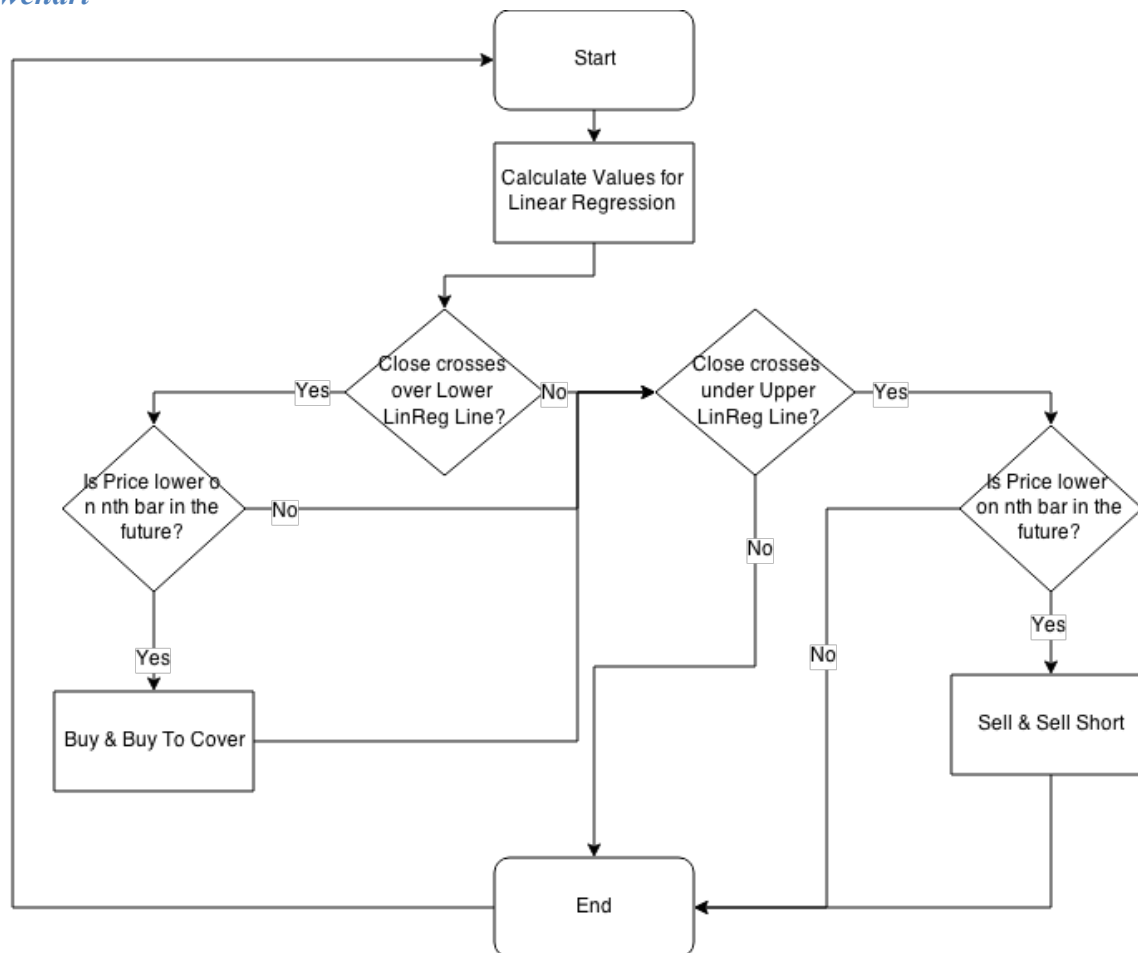 Start
Calculate Values for
Linear Regression
Close crosses
over Lower
LinReg Line?
Close crosses
under Upper
LinReg Line?
Yes
No
Yes
Is Price lower o
n nth bar in the
future?
Is Price lower
on nth bar in the
future?
No
No
Yes
No
Yes
Buy & Buy To Cover
Sell & Sell Short
End